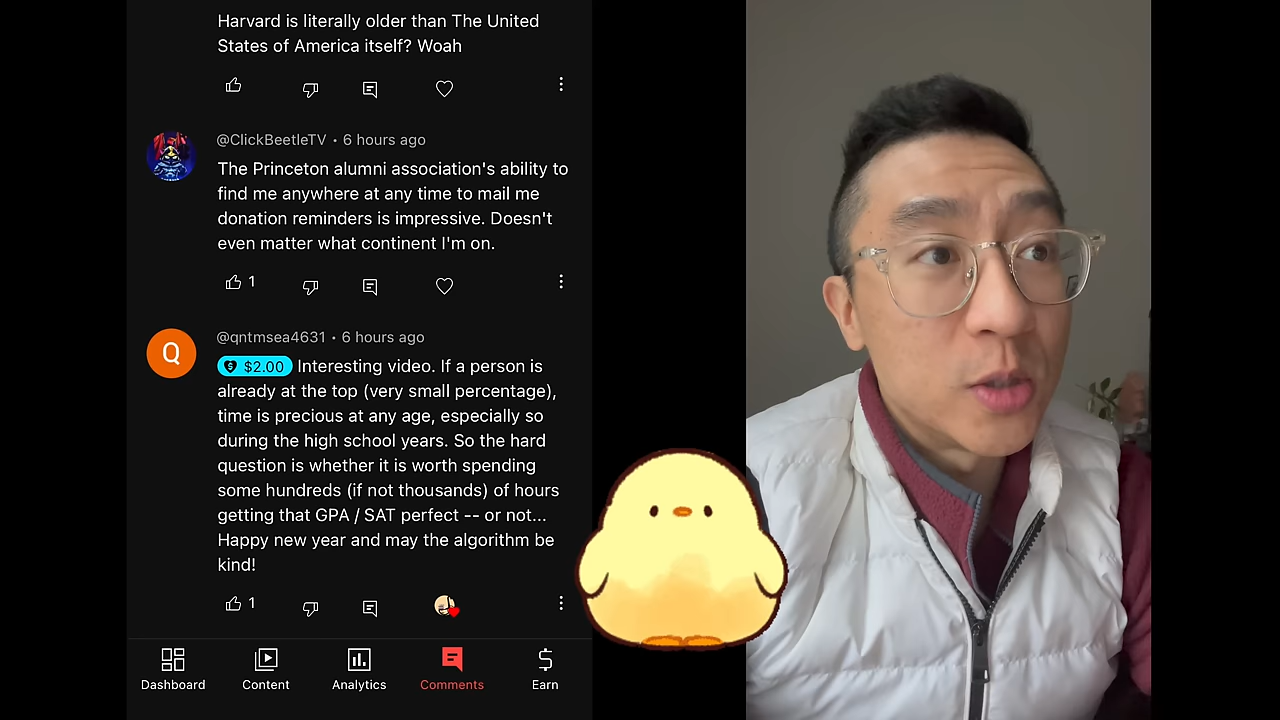 Harvard is literally older than The United
States of America itself? Woah
@ClickBeetleTV • 6 hours ago
The Princeton alumni association's ability to
find me anywhere at any time to mail me
donation reminders is impressive. Doesn't
even matter what continent I'm on.
1
@qntmsea4631 • 6 hours ago
Q
$2.00 Interesting video. If a person is
already at the top (very small percentage),
time is precious at any age, especially so
during the high school years. So the hard
question is whether it is worth spending
some hundreds (if not thousands) of hours
getting that GPA / SAT perfect -- or not...
Happy new year and may the algorithm be
kind!
1
Dashboard Content Analytics Comments Earn